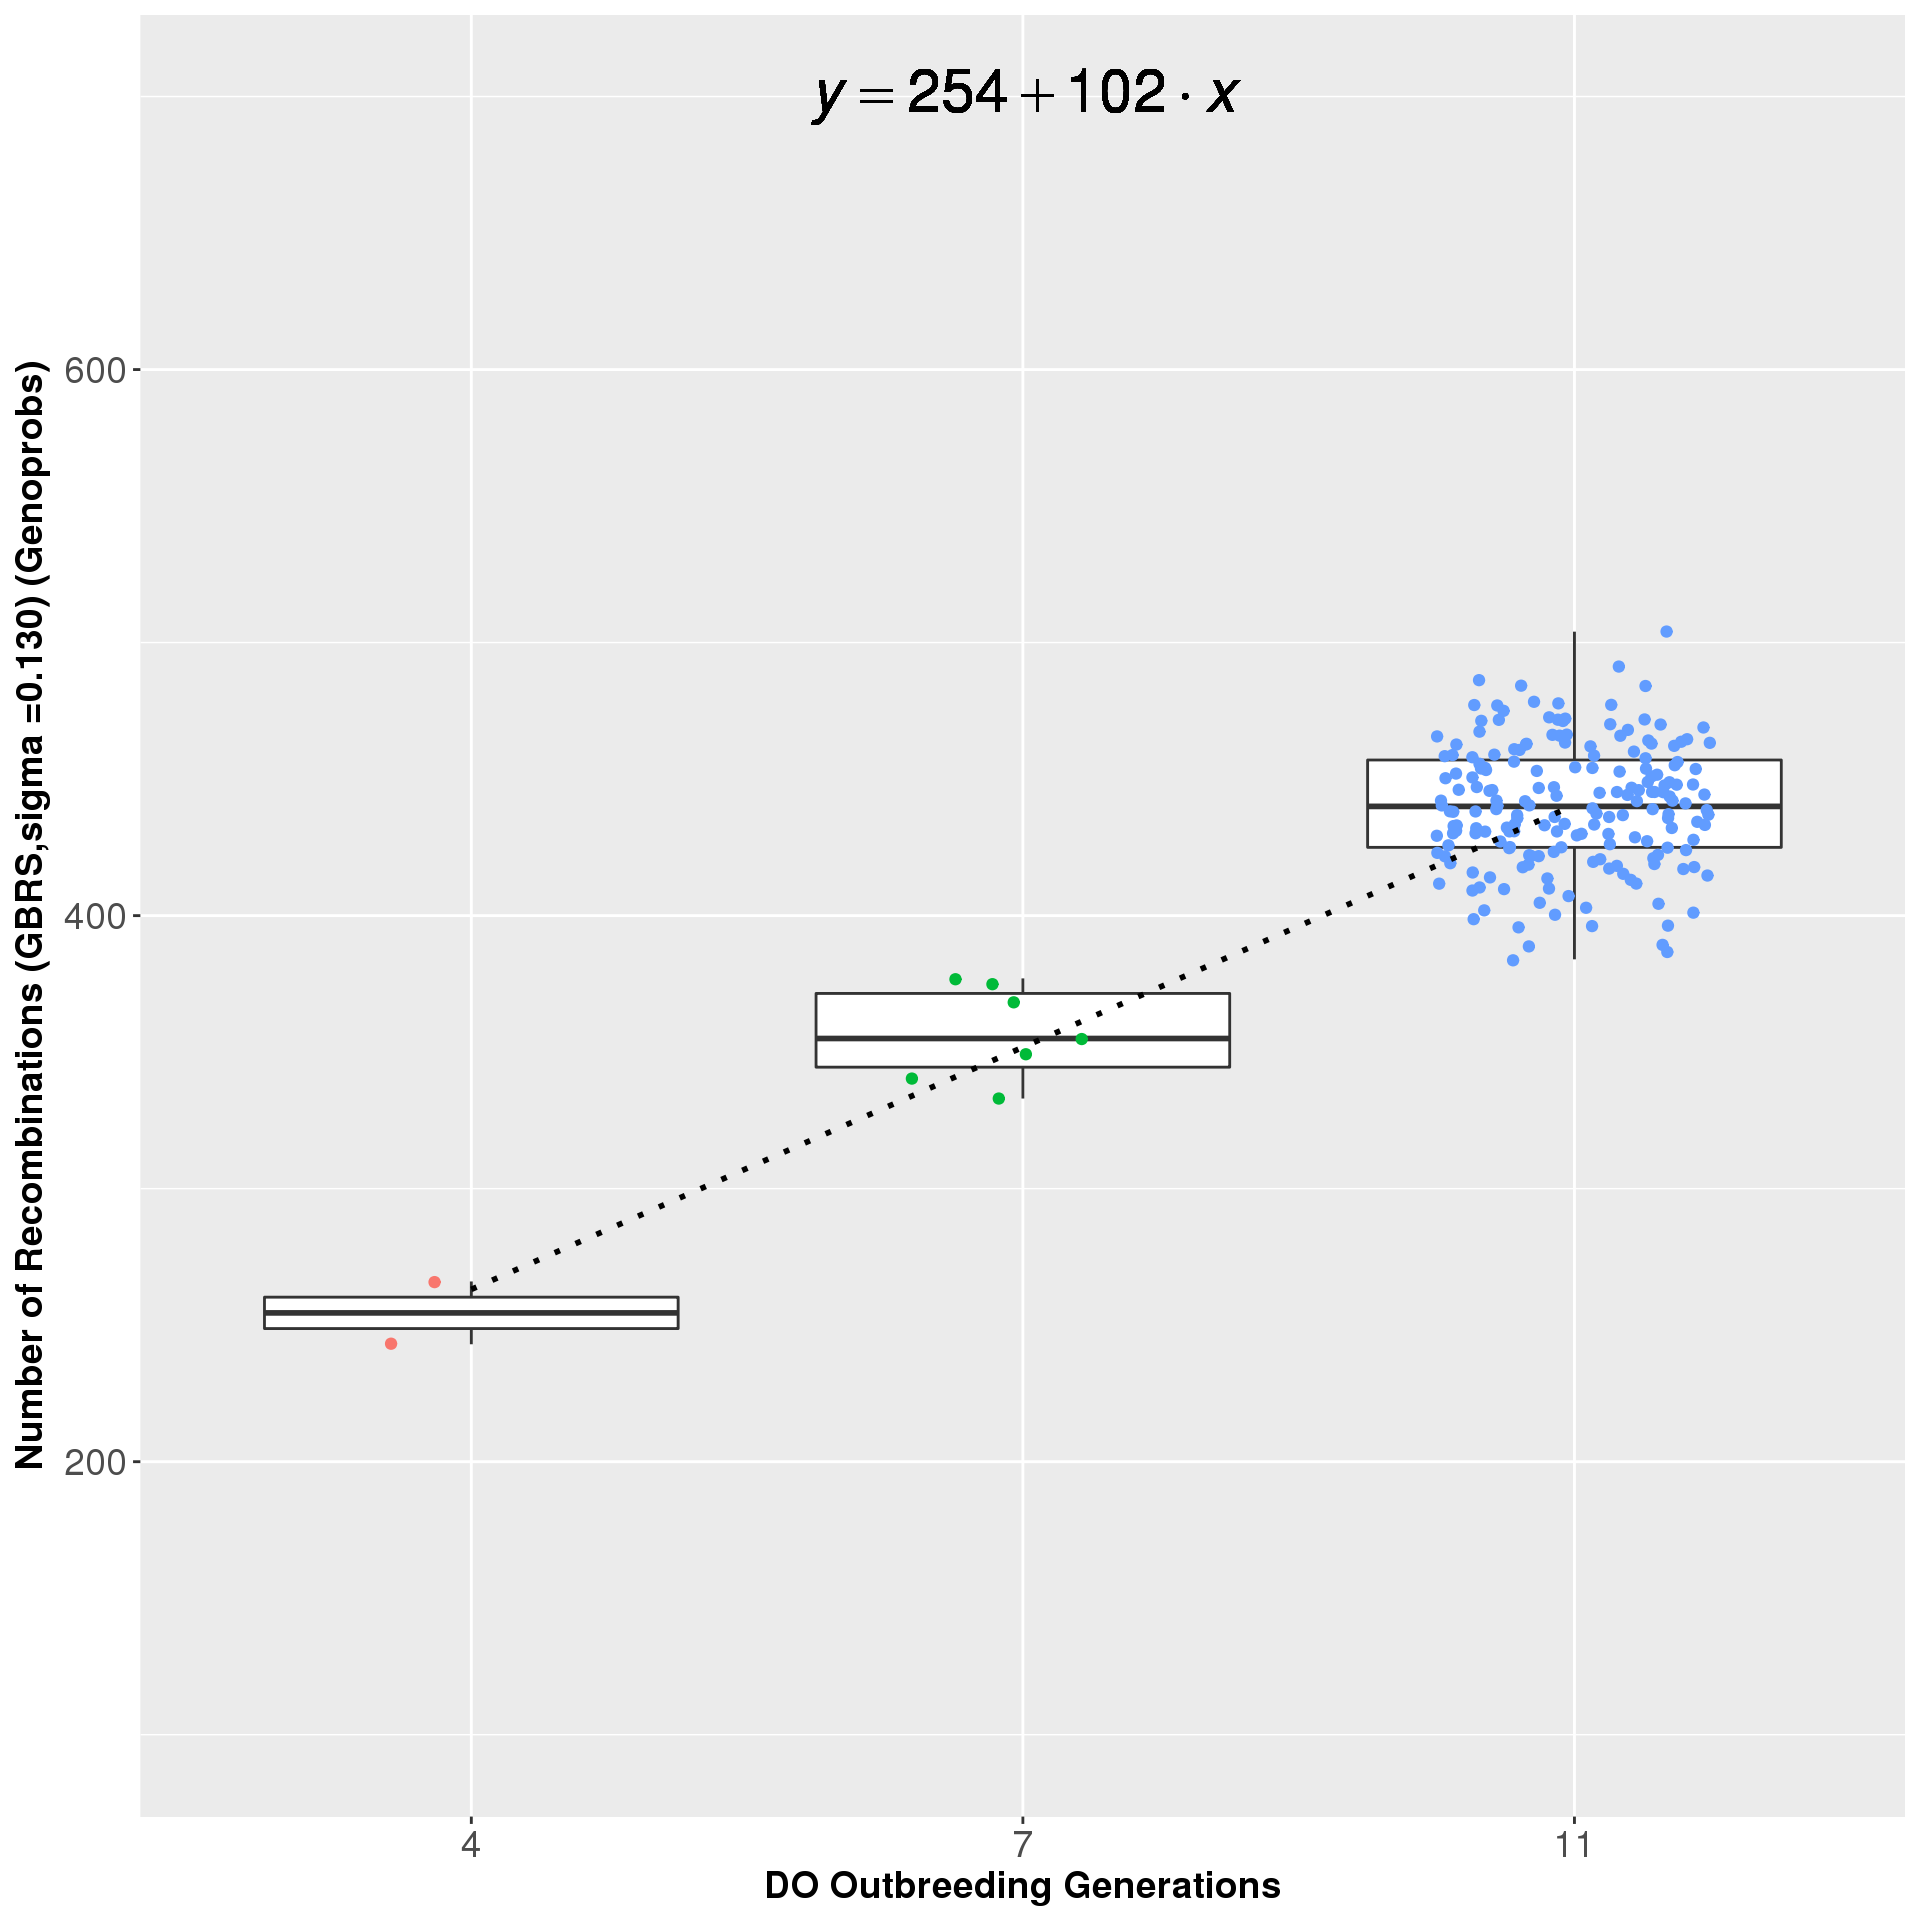 y = 254 + 102 · x
Number of Recombinations (GBRS,sigma =0.130) (Genoprobs)
600
400
200
4 7 11
DO Outbreeding Generations